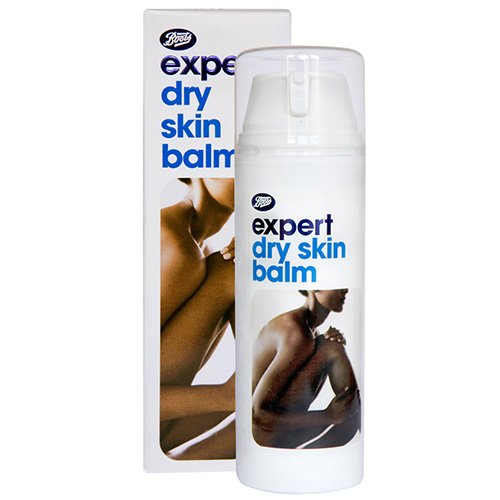 Boots
expert
dry
skin
balm
Boots
expert
dry skin
balm